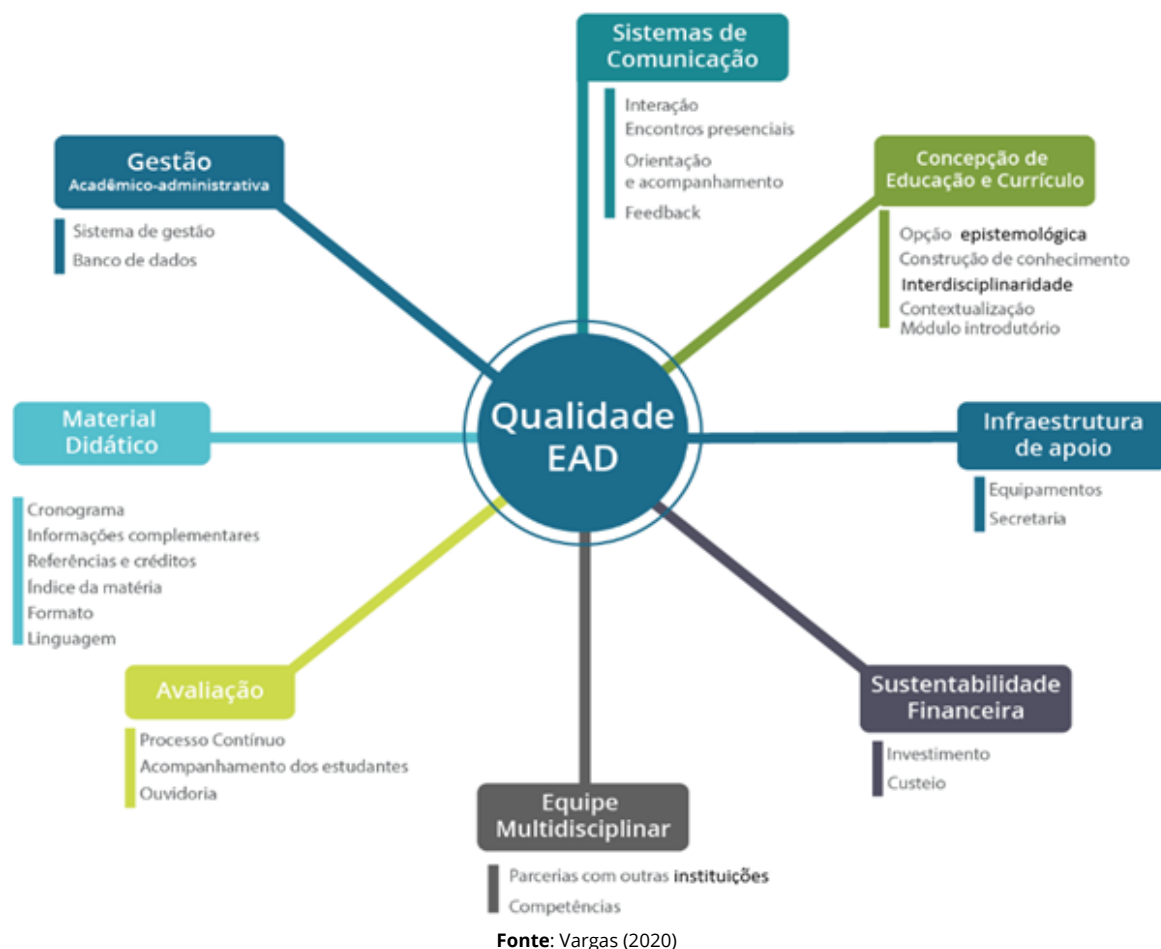 Sistemas de
Comunicação
Interação
Encontros presenciais
Orientação
e acompanhamento
Feedback
Gestão
Acadêmico-administrativa
Sistema de gestão
Banco de dados
Concepção de
Educação e Currículo
Opção epistemológica
Construção de conhecimento
Interdisciplinaridade
Contextualização
Módulo introdutório
Qualidade
EAD
Material
Didático
Cronograma
Informações complementares
Referências e créditos
Índice da matéria
Formato
Linguagem
Infraestrutura
de apoio
Equipamentos
Secretaria
Avaliação
Processo Contínuo
Acompanhamento dos estudantes
Ouvidoria
Sustentabilidade
Financeira
Investimento
Custeio
Equipe
Multidisciplinar
Parcerias com outras instituições
Competências
Fonte: Vargas (2020)